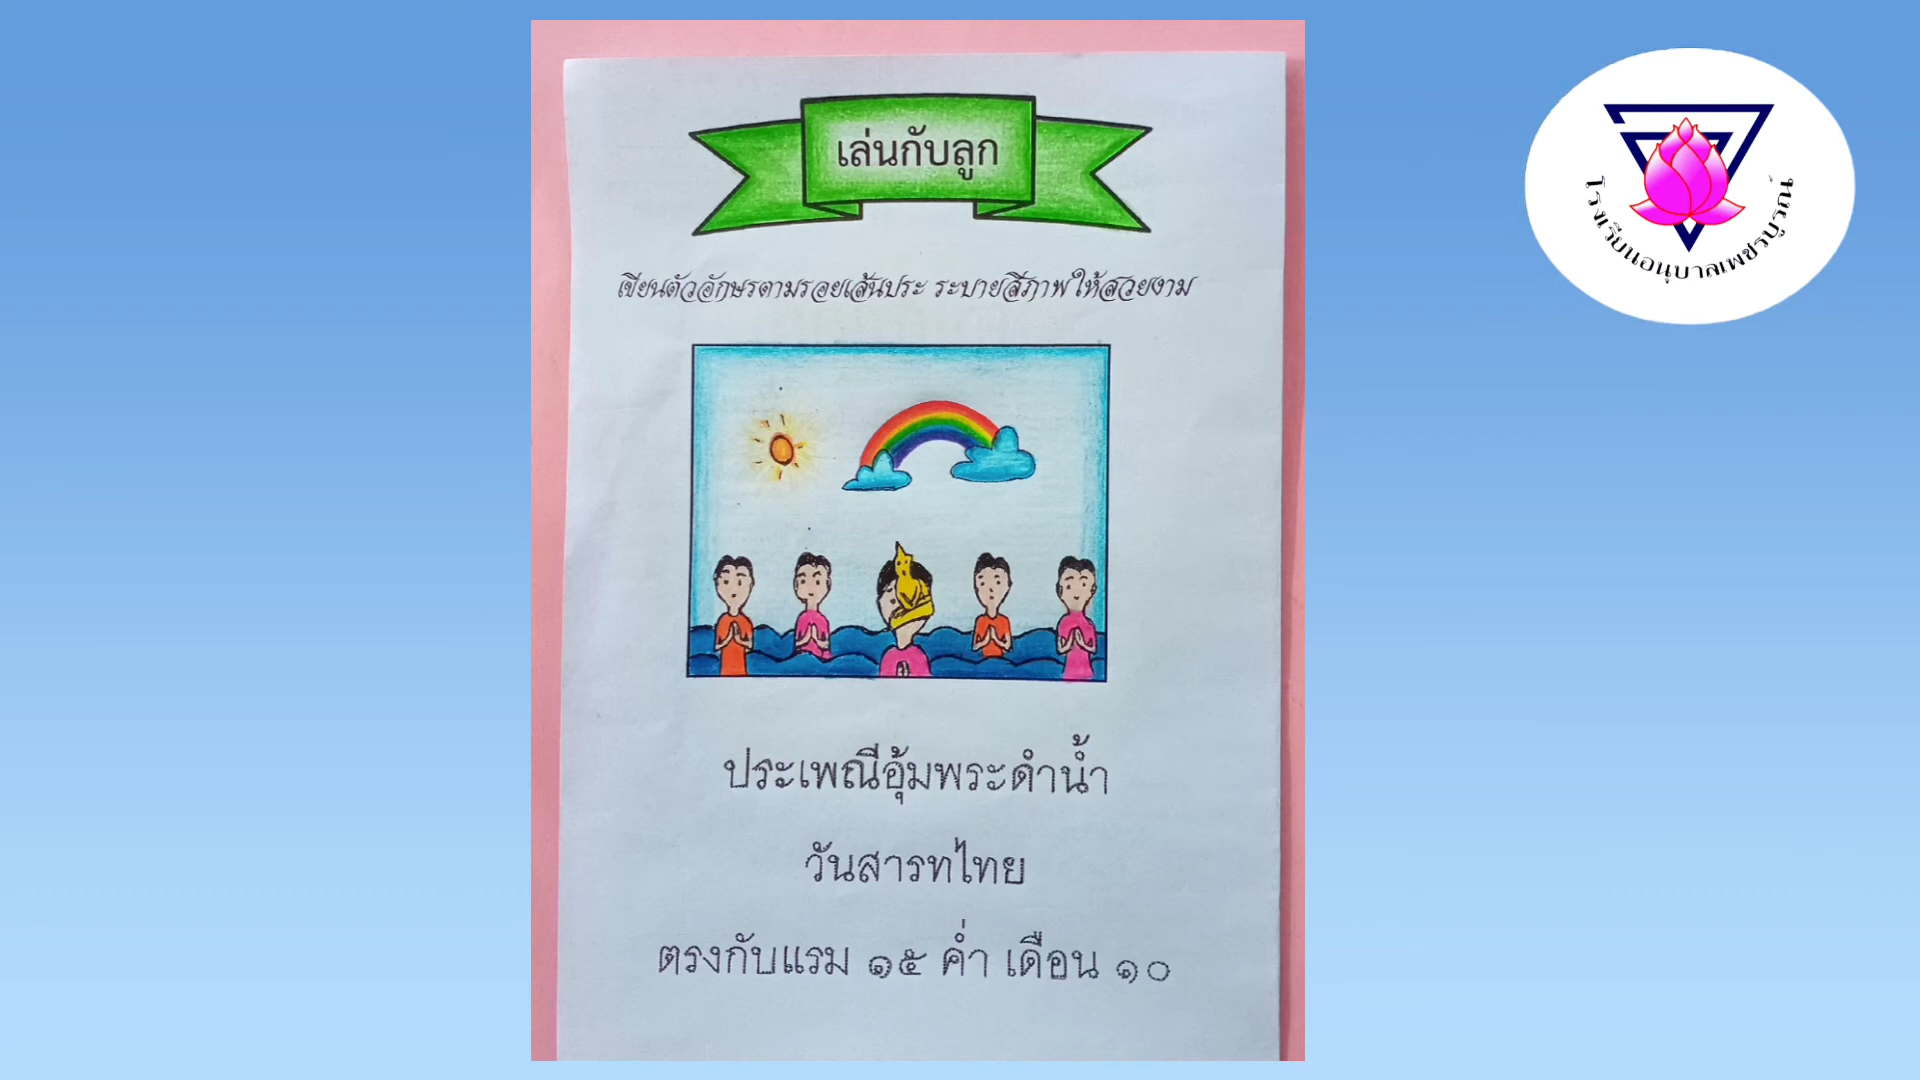 เล่นกับลูก
เขียนตัวอักษรตามรอยเส้นประ ระบายสีภาพให้สวยงาม
ประเพณีอุ้มพระดำน้ำ
วันสารทไทย
ตรงกับแรม ๑๕ ค่ำ เดือน ๑๐
โรงเรียนอนุบาลเพชรบูรณ์